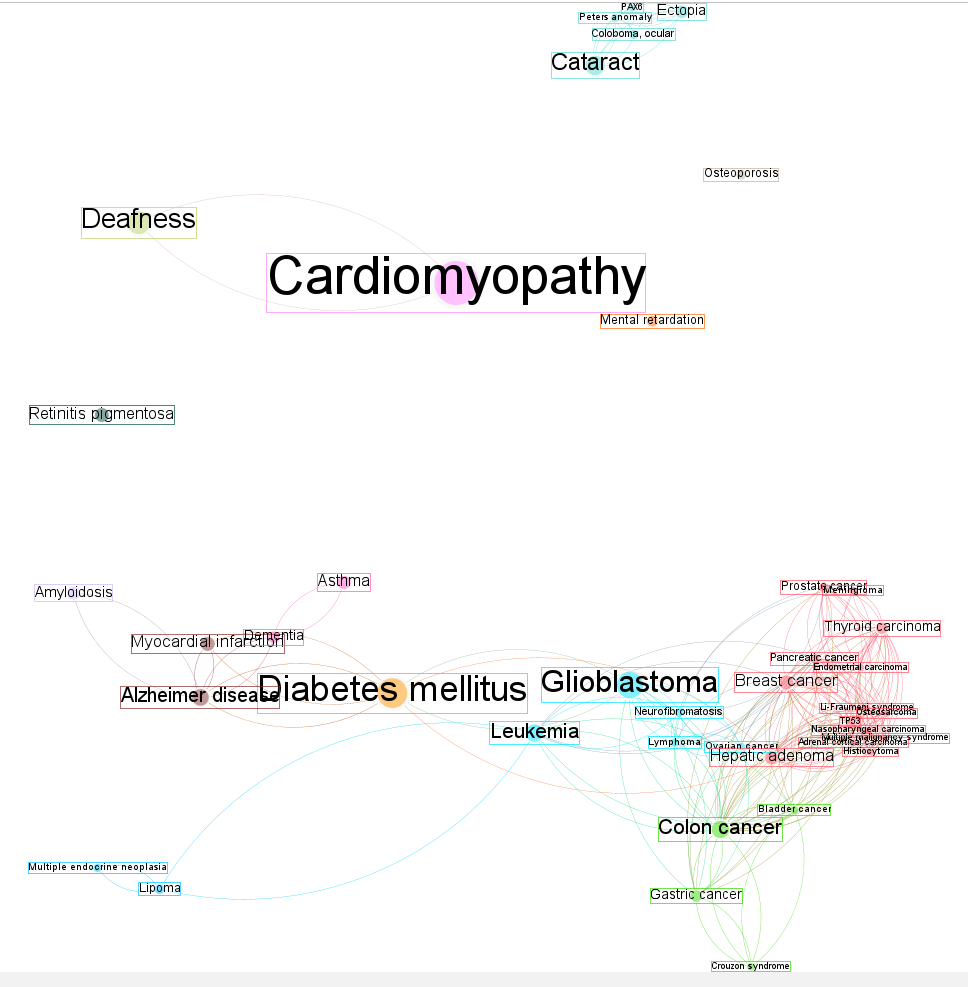 PAX6
Ectopia
Peters anomaly
Coloboma, ocular
Cataract
Osteoporosis
Deafness
Cardiomyopathy
Mental retardation
Retinitis pigmentosa
Asthma
Amyloidosis
Prostate cancer
Meningioma
Thyroid carcinoma
Dementia
Myocardial infarction
Pancreatic cancer
Endometrial carcinoma
Breast cancer
Glioblastoma
Diabetes mellitus
Alzheimer disease
Li-Fraumeni syndrome
Neurofibromatosis
Osteosarcoma
TP53
Nasopharyngeal carcinoma
Leukemia
Multiple malignancy syndrome
Lymphoma
Ovarian cancer
Adrenal cortical carcinoma
Histiocytoma
Hepatic adenoma
Bladder cancer
Colon cancer
Multiple endocrine neoplasia
Lipoma
Gastric cancer
Crouzon syndrome